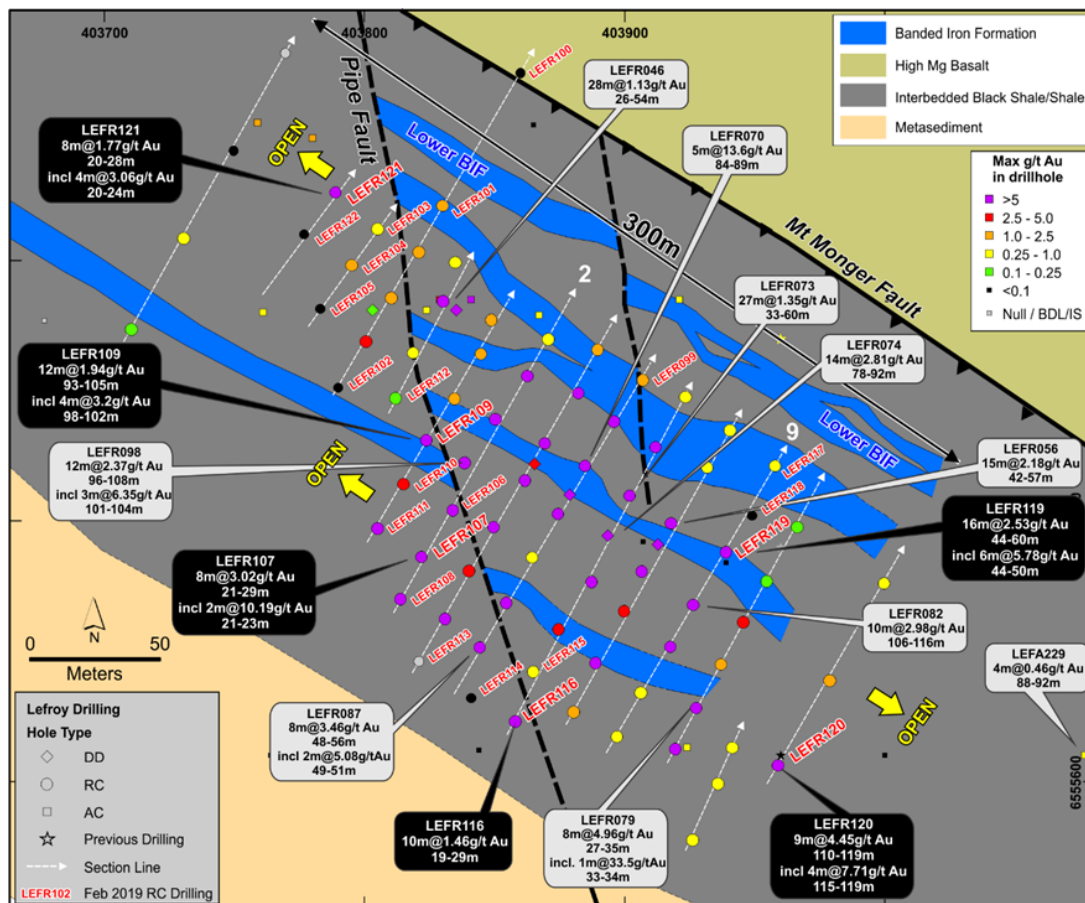 403700
403800
403900
Banded Iron Formation
High Mg Basalt
Interbedded Black Shale/Shale
Metasediment
Max g/t Au
in drillhole
>5
2.5 - 5.0
1.0 - 2.5
0.25 - 1.0
0.1 - 0.25
<0.1
Null / BDL/IS
Pipe Fault
Mt Monger Fault
300m
Lower BIF
Lower BIF
2
9
OPEN
OPEN
OPEN
LEFR100
LEFR046
28m@1.13g/t Au
26-54m
LEFR121
8m@1.77g/t Au
20-28m
incl 4m@3.06g/t Au
20-24m
LEFR070
5m@13.6g/t Au
84-89m
LEFR121
LEFR122
LEFR103
LEFR101
LEFR104
LEFR105
LEFR073
27m@1.35g/t Au
33-60m
LEFR074
14m@2.81g/t Au
78-92m
LEFR109
12m@1.94g/t Au
93-105m
incl 4m@3.2g/t Au
98-102m
LEFR102
LEFR112
LEFR099
LEFR109
LEFR098
12m@2.37g/t Au
96-108m
incl 3m@6.35g/t Au
101-104m
LEFR110
LEFR106
LEFR111
LEFR117
LEFR118
LEFR056
15m@2.18g/t Au
42-57m
LEFR119
LEFR119
16m@2.53g/t Au
44-60m
incl 6m@5.78g/t Au
44-50m
LEFR107
8m@3.02g/t Au
21-29m
incl 2m@10.19g/t Au
21-23m
LEFR107
LEFR108
LEFR113
LEFR114
LEFR115
LEFR116
LEFR082
10m@2.98g/t Au
106-116m
LEFA229
4m@0.46g/t Au
88-92m
N
0
50
Meters
LEFR087
8m@3.46g/t Au
48-56m
incl 2m@5.08g/tAu
49-51m
LEFR120
6555600
LEFR116
10m@1.46g/t Au
19-29m
LEFR079
8m@4.96g/t Au
27-35m
incl. 1m@33.5g/tAu
33-34m
LEFR120
9m@4.45g/t Au
110-119m
incl 4m@7.71g/t Au
115-119m
Lefroy Drilling
Hole Type
DD
RC
AC
Previous Drilling
Section Line
LEFR102 Feb 2019 RC Drilling